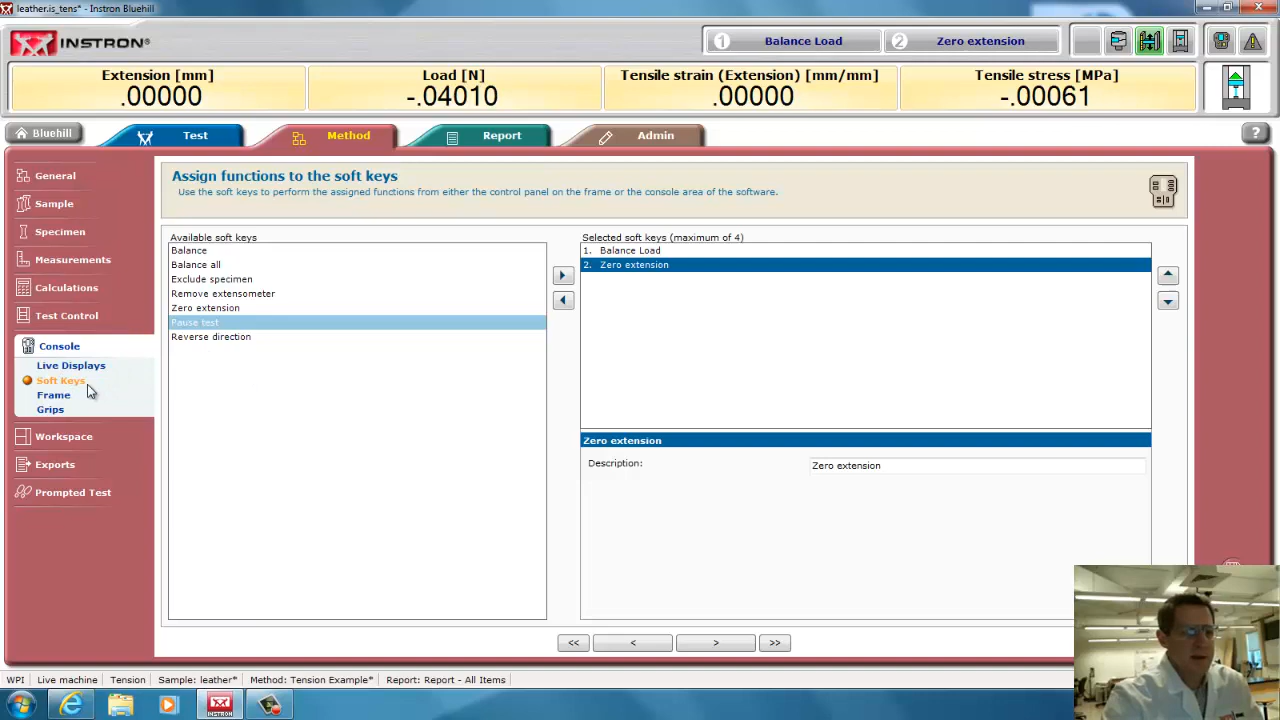 leather.is_tens* - Instron Bluehill
INSTRON®
1 Balance Load
2 Zero extension
Extension [mm]
.00000
Load [N]
-.04010
Tensile strain (Extension) [mm/mm]
.00000
Tensile stress [MPa]
-.00061
Bluehill
Test
Method
Report
Admin
?
General
Sample
Specimen
Measurements
Calculations
Test Control
Console
Live Displays
Soft Keys
Frame
Grips
Workspace
Exports
Prompted Test
Assign functions to the soft keys
Use the soft keys to perform the assigned functions from either the control panel on the frame or the console area of the software.
Available soft keys
Balance
Balance all
Exclude specimen
Remove extensometer
Zero extension
Pause test
Reverse direction
Selected soft keys (maximum of 4)
1. Balance Load
2. Zero extension
Zero extension
Description: Zero extension
<< < > >>
WPI Live machine Tension Sample: leather* Method: Tension Example* Report: Report - All Items
INSTRON